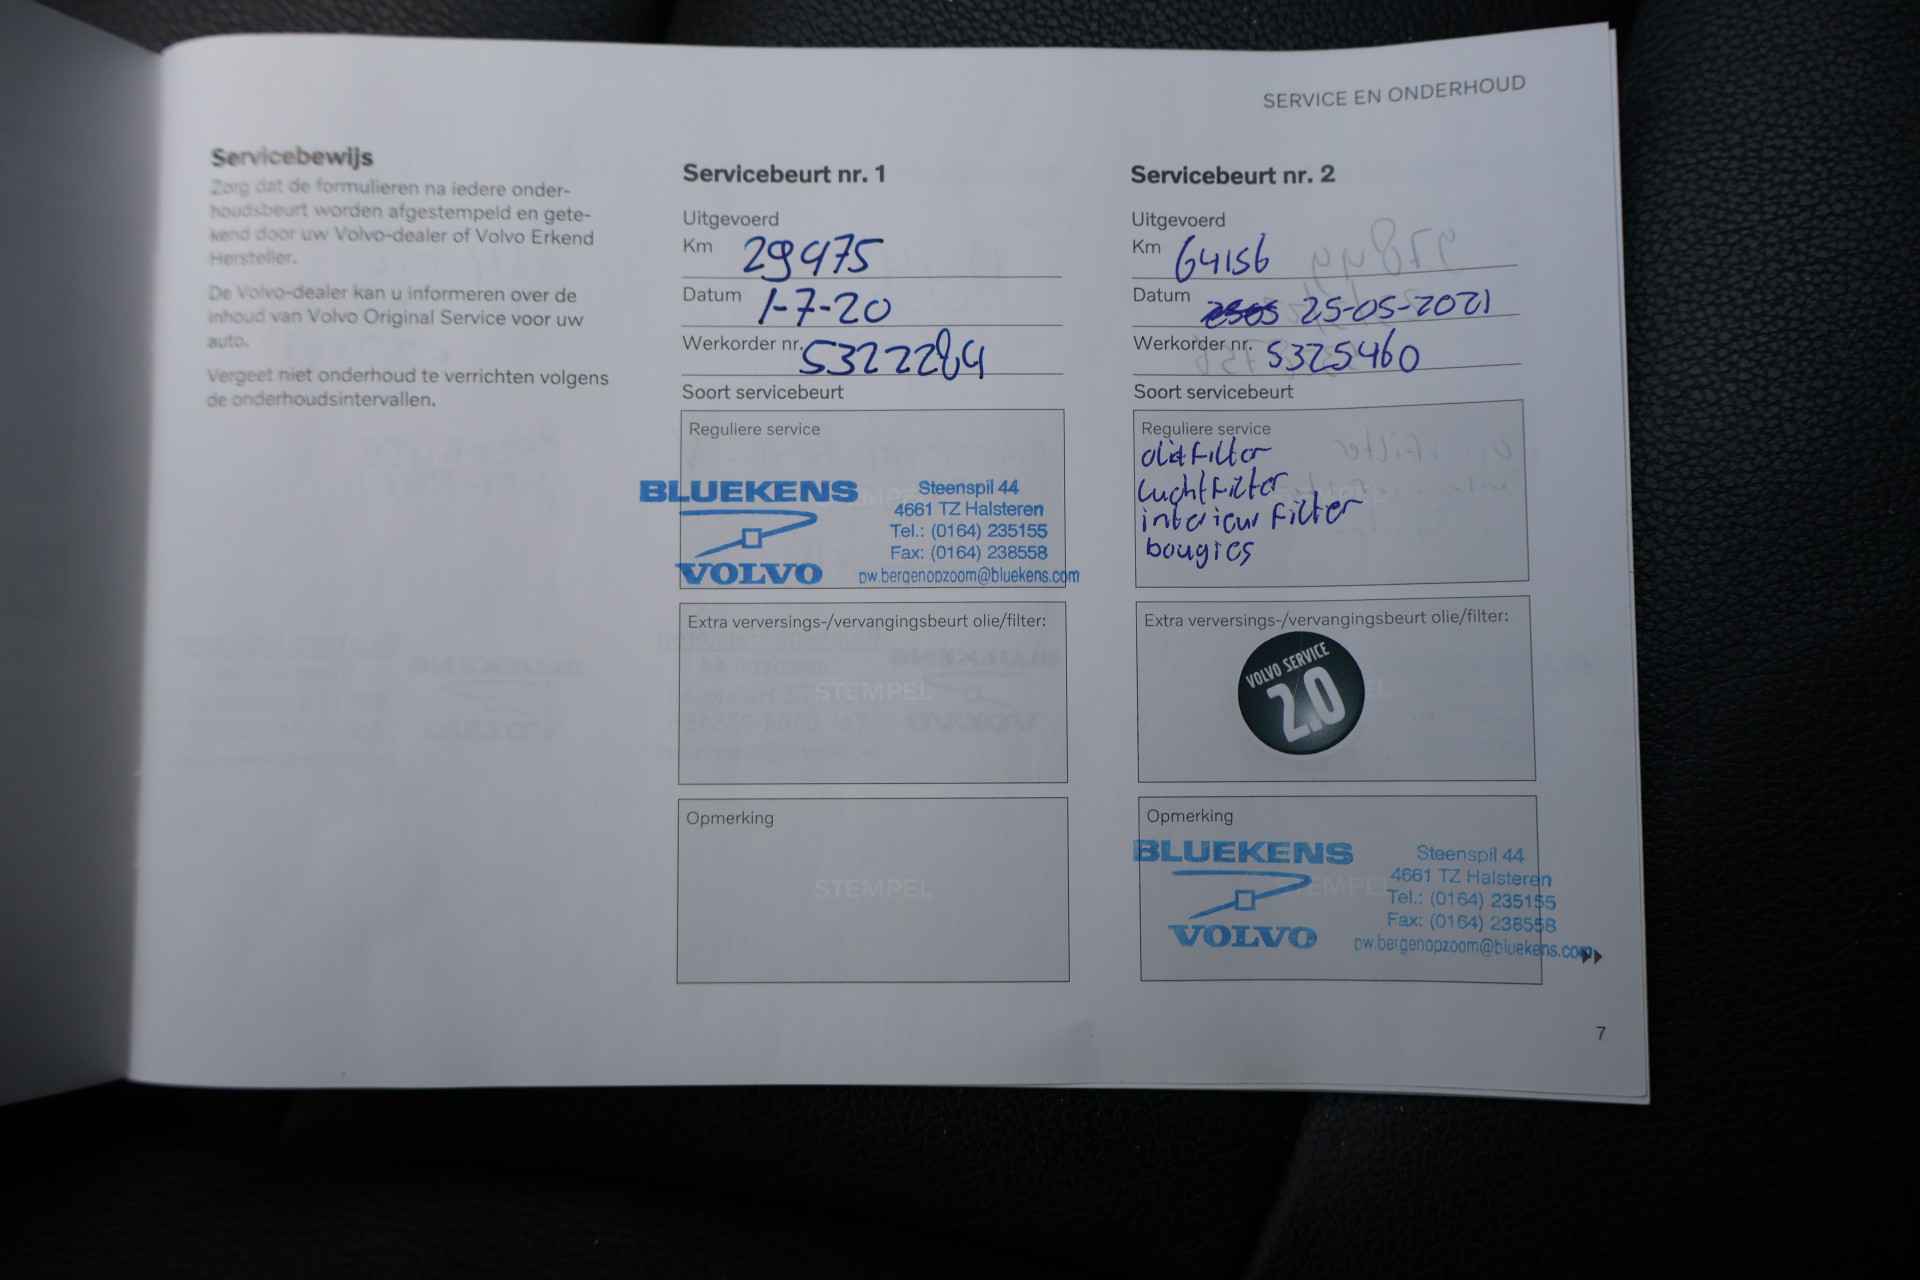 SERVICE EN ONDERHOUD
Servicebewijs
Zorg dat de formulieren na iedere onder-
houdsbeurt worden afgestempeld en gete-
kend door uw Volvo-dealer of Volvo Erkend
Hersteller.
De Volvo-dealer kan u informeren over de
inhoud van Volvo Original Service voor uw
auto.
Vergeet niet onderhoud te verrichten volgens
de onderhoudsintervallen.
Servicebeurt nr. 1
Uitgevoerd
Km 29475
Datum 1-7-20
Werkorder nr. 5322284
Soort servicebeurt
Reguliere service
BLUEKENS
VOLVO
Steenspil 44
4661 TZ Halsteren
Tel.: (0164) 235155
Fax: (0164) 238558
pw.bergenopzoom@bluekens.com
Extra verversings-/vervangingsbeurt olie/filter:
STEMPEL
Opmerking
STEMPEL
Servicebeurt nr. 2
Uitgevoerd
Km 64156
Datum 25-05-2021
Werkorder nr. 5325460
Soort servicebeurt
Reguliere service
luchtfilter
interieur filter
bougies
Extra verversings-/vervangingsbeurt olie/filter:
VOLVO SERVICE
2.0
Opmerking
BLUEKENS
VOLVO
Steenspil 44
4661 TZ Halsteren
Tel.: (0164) 235155
Fax: (0164) 238558
pw.bergenopzoom@bluekens.com
7